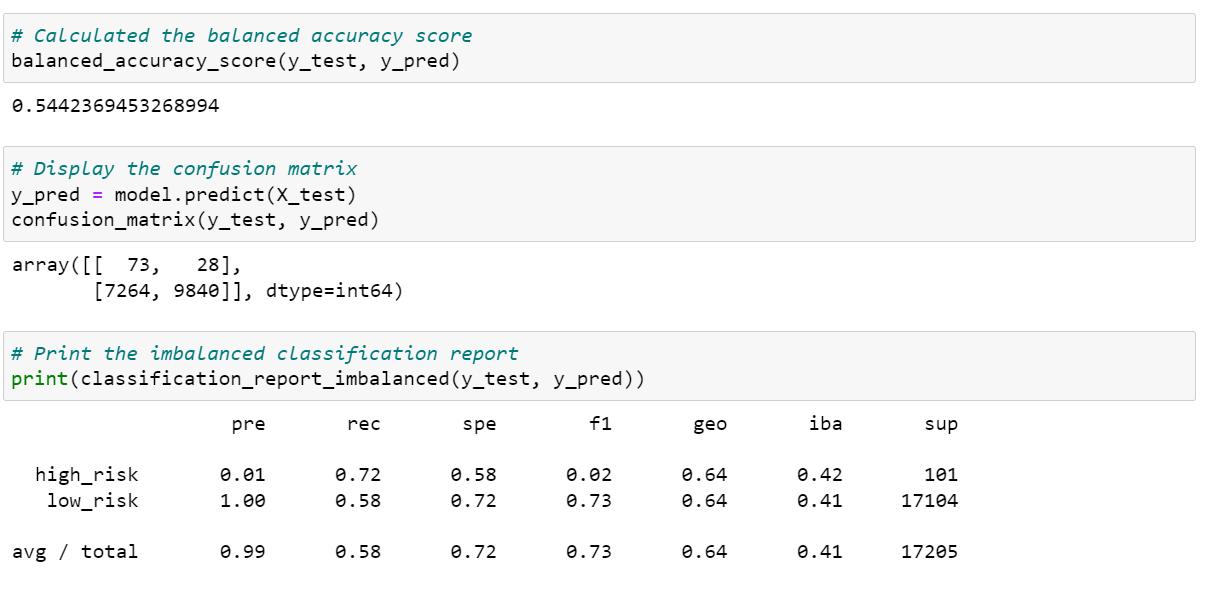 # Calculated the balanced accuracy score
balanced_accuracy_score(y_test, y_pred)
0.5442369453268994
# Display the confusion matrix
y_pred = model.predict(X_test)
confusion_matrix(y_test, y_pred)
array([[  73,   28],
       [7264, 9840]], dtype=int64)
# Print the imbalanced classification report
print(classification_report_imbalanced(y_test, y_pred))
pre rec spe f1 geo iba sup
high_risk 0.01 0.72 0.58 0.02 0.64 0.42 101
low_risk 1.00 0.58 0.72 0.73 0.64 0.41 17104
avg / total 0.99 0.58 0.72 0.73 0.64 0.41 17205